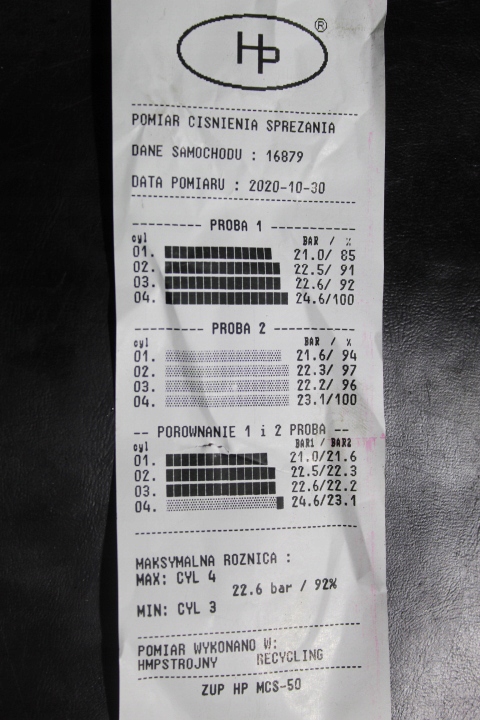 HP ®
POMIAR CISNIENIA SPREZANIA
DANE SAMOCHODU : 16879
DATA POMIARU : 2020-10-30
-------- PROBA 1 ----------
cyl BAR / %
01. 21.0/ 85
02. 22.5/ 91
03. 22.6/ 92
04. 24.6/100
-------- PROBA 2 ----------
cyl BAR / %
01. 21.6/ 94
02. 22.3/ 97
03. 22.2/ 96
04. 23.1/100
-- POROWNANIE 1 i 2 PROBA --
cyl BAR1 / BAR2
01. 21.0/21.6
02. 22.5/22.3
03. 22.6/22.2
04. 24.6/23.1
MAKSYMALNA ROZNICA :
MAX: CYL 4
22.6 bar / 92%
MIN: CYL 3
POMIAR WYKONANO W:
HMPSTROJNY RECYCLING
ZUP HP MCS-50